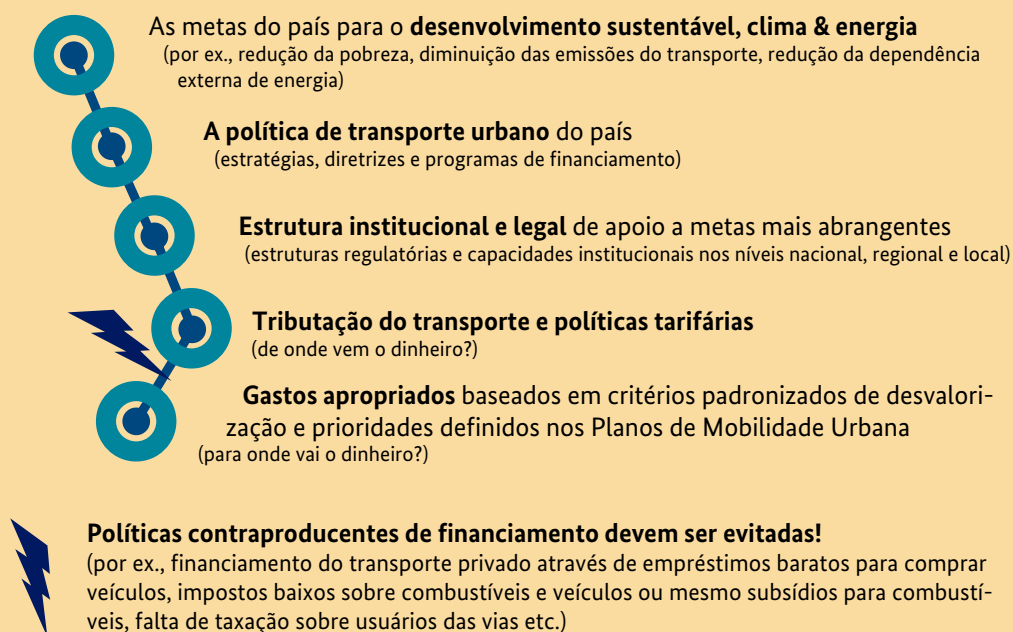 As metas do país para o desenvolvimento sustentável, clima & energia
(por ex., redução da pobreza, diminuição das emissões do transporte, redução da dependência
externa de energia)
A política de transporte urbano do país
(estratégias, diretrizes e programas de financiamento)
Estrutura institucional e legal de apoio a metas mais abrangentes
(estruturas regulatórias e capacidades institucionais nos níveis nacional, regional e local)
Tributação do transporte e políticas tarifárias
(de onde vem o dinheiro?)
Gastos apropriados baseados em critérios padronizados de desvalori-
zação e prioridades definidos nos Planos de Mobilidade Urbana
(para onde vai o dinheiro?)
Políticas contraproducentes de financiamento devem ser evitadas!
(por ex., financiamento do transporte privado através de empréstimos baratos para comprar
veículos, impostos baixos sobre combustíveis e veículos ou mesmo subsídios para combustí-
veis, falta de taxação sobre usuários das vias etc.)